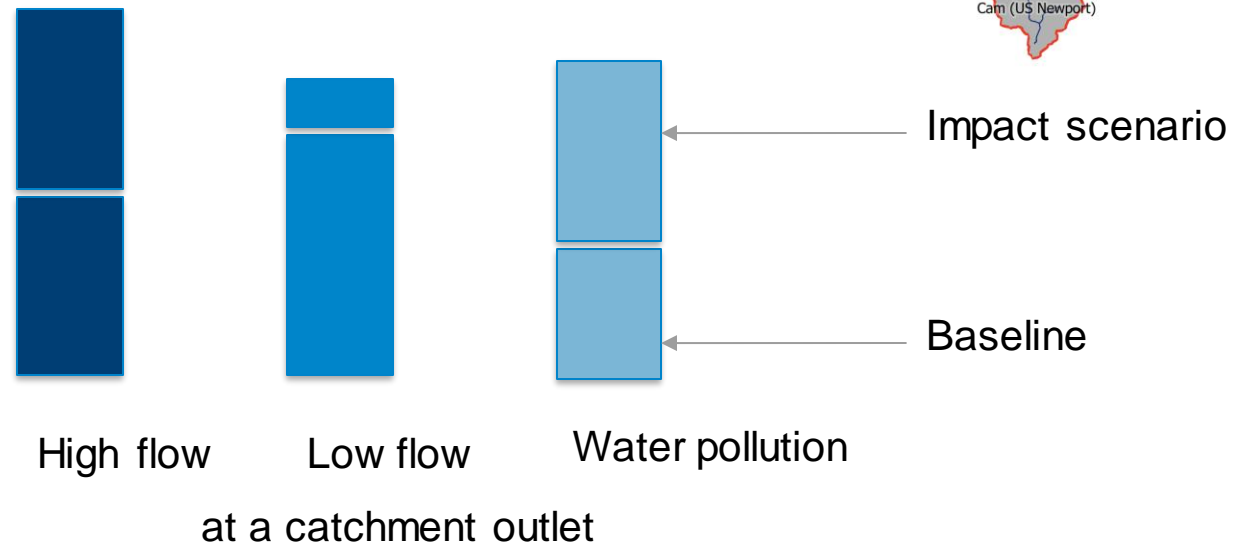 Cam (US Newport)
Impact scenario
Baseline
High flow
Low flow
Water pollution
at a catchment outlet